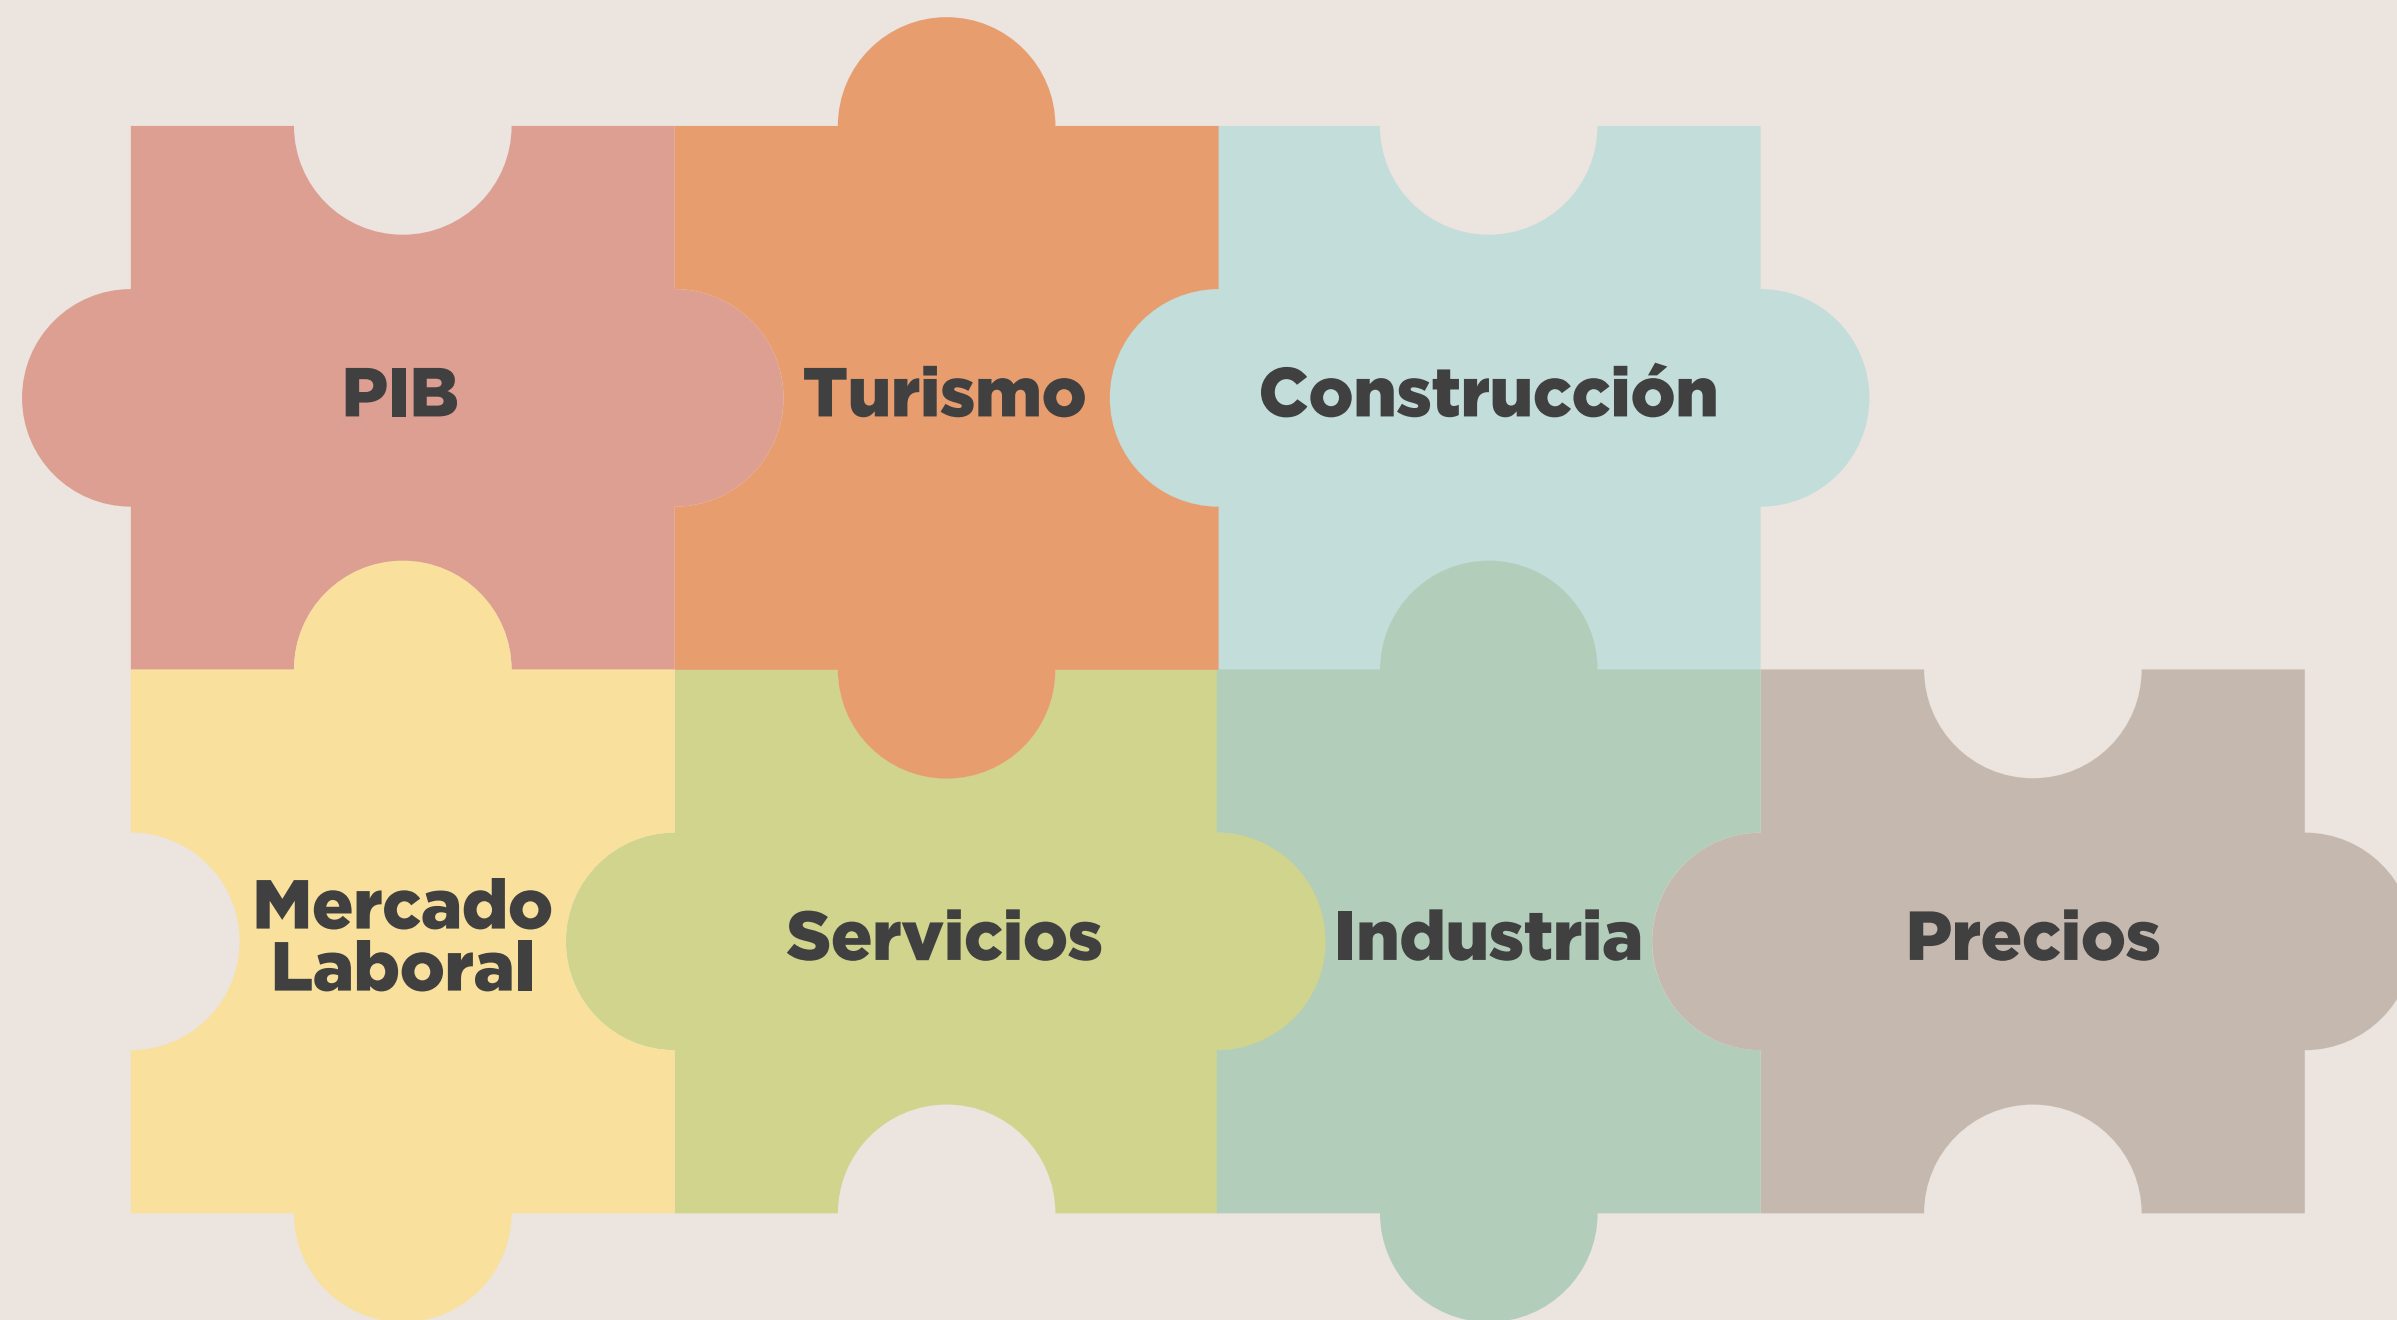 PIB
Turismo
Construcción
Mercado
Laboral
Servicios
Industria
Precios